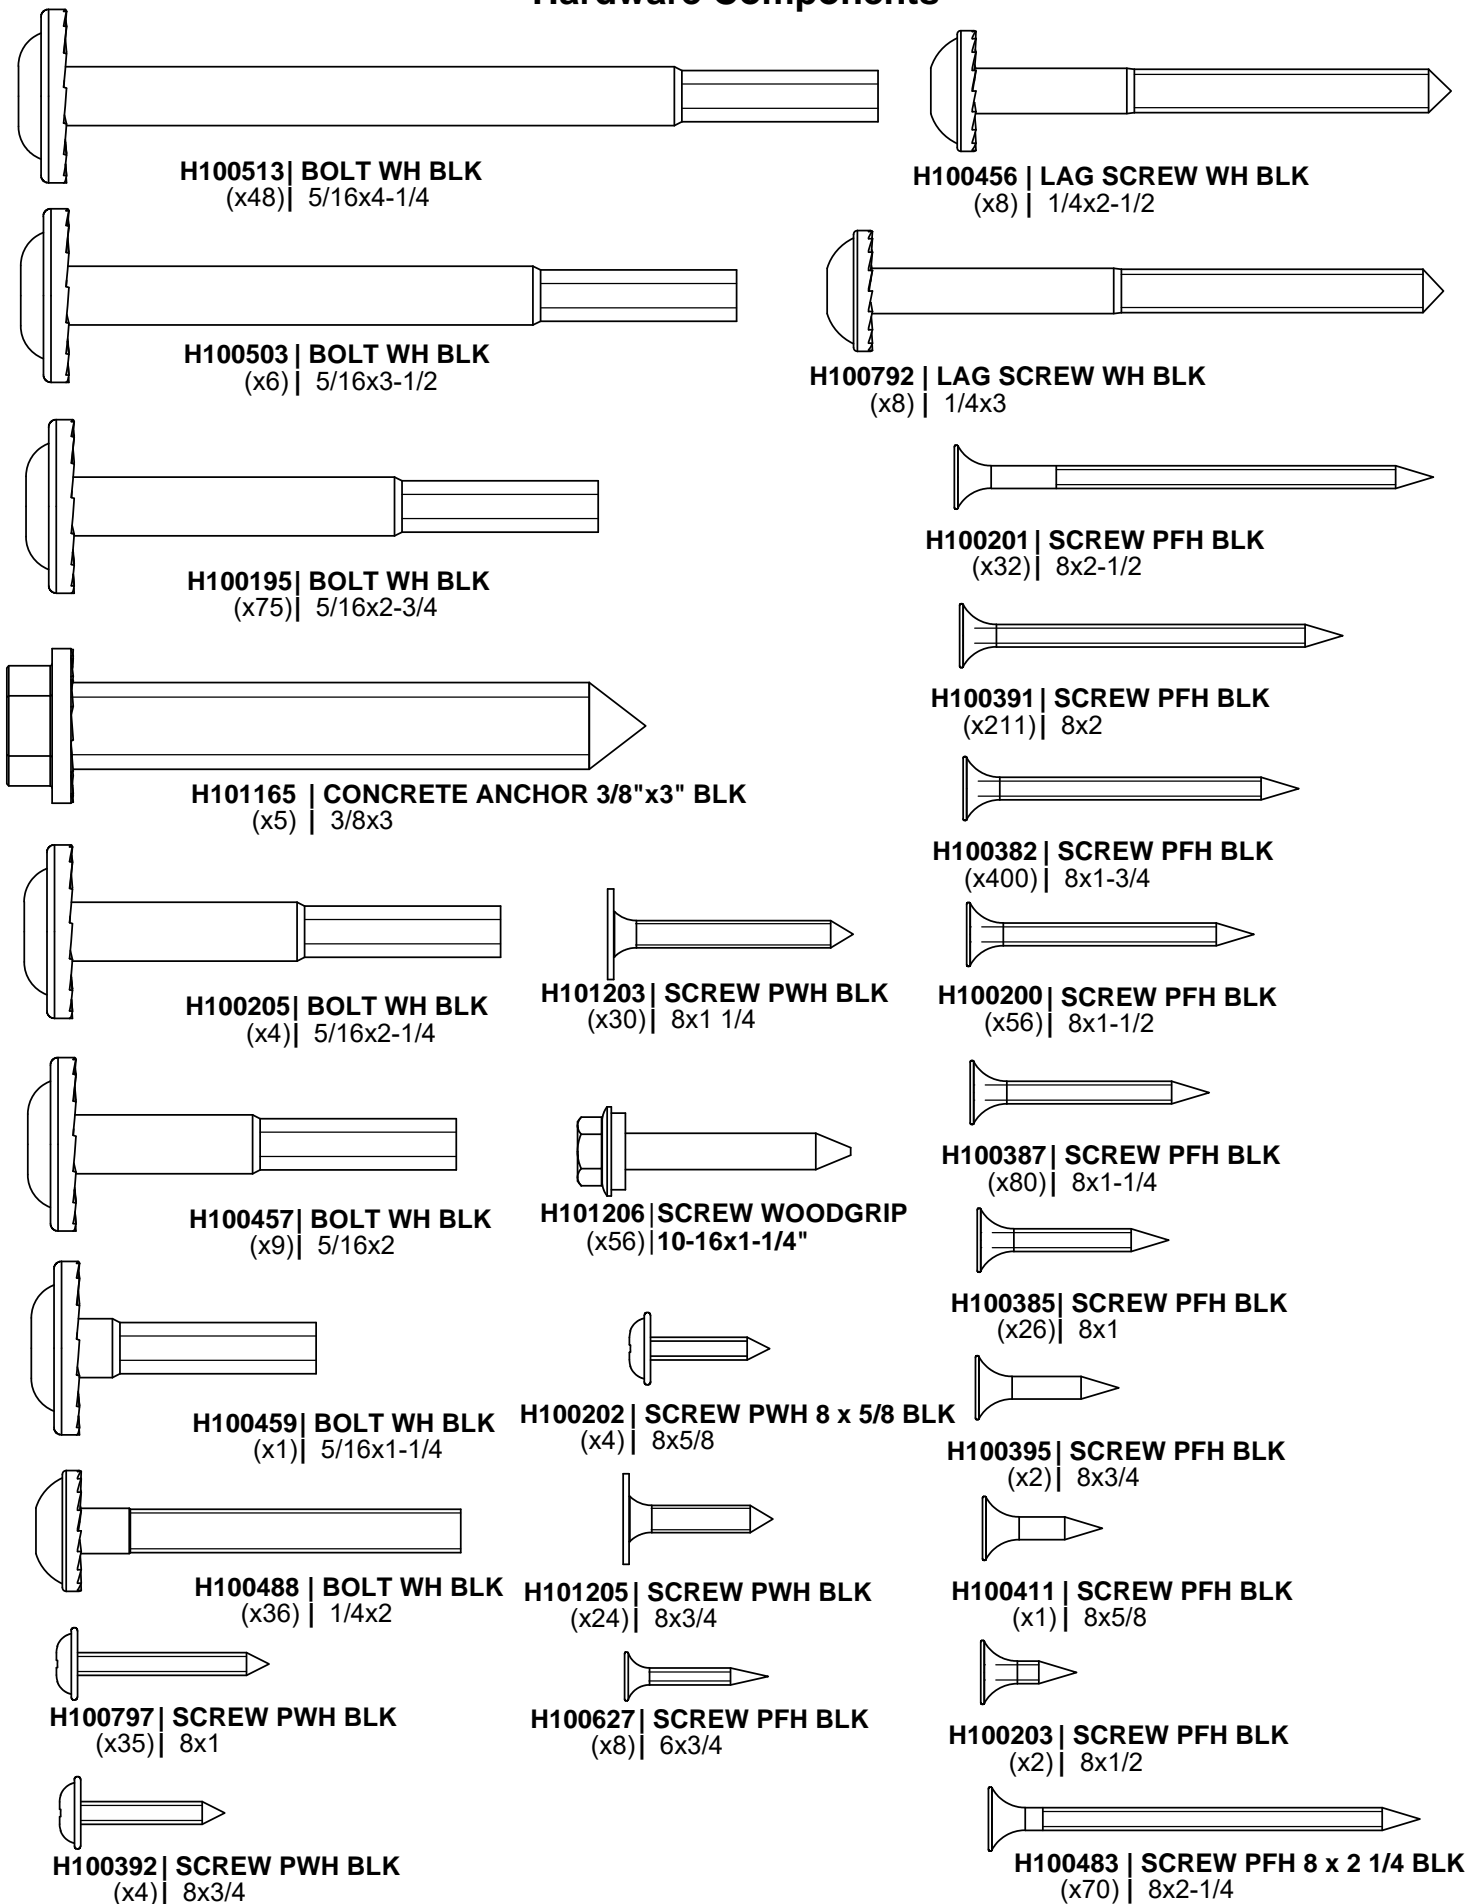 Hardware Components
H100513| BOLT WH BLK
(x48)| 5/16x4-1/4
H100503 | BOLT WH BLK
(x6)| 5/16x3-1/2
H100195| BOLT WH BLK
(x75)| 5/16x2-3/4
H101165 | CONCRETE ANCHOR 3/8"x3" BLK
(x5) | 3/8x3
H100205| BOLT WH BLK
(x4)| 5/16x2-1/4
H100457| BOLT WH BLK
(x9)| 5/16x2
H100459| BOLT WH BLK
(x1)| 5/16x1-1/4
H100488 | BOLT WH BLK
(x36) | 1/4x2
H100797| SCREW PWH BLK
(x35)| 8x1
H100392| SCREW PWH BLK
(x4)| 8x3/4
H101203| SCREW PWH BLK
(x30)| 8x1 1/4
H101206|SCREW WOODGRIP
(x56)|10-16x1-1/4"
H100202 | SCREW PWH 8 x 5/8 BLK
(x4)| 8x5/8
H101205| SCREW PWH BLK
(x24)| 8x3/4
H100627| SCREW PFH BLK
(x8)| 6x3/4
H100456 | LAG SCREW WH BLK
(x8) | 1/4x2-1/2
H100792 | LAG SCREW WH BLK
(x8) | 1/4x3
H100201| SCREW PFH BLK
(x32)| 8x2-1/2
H100391| SCREW PFH BLK
(x211)| 8x2
H100382 | SCREW PFH BLK
(x400)| 8x1-3/4
H100200| SCREW PFH BLK
(x56)| 8x1-1/2
H100387| SCREW PFH BLK
(x80)| 8x1-1/4
H100385| SCREW PFH BLK
(x26)| 8x1
H100395| SCREW PFH BLK
(x2)| 8x3/4
H100411 | SCREW PFH BLK
(x1)| 8x5/8
H100203| SCREW PFH BLK
(x2)| 8x1/2
H100483 | SCREW PFH 8 x 2 1/4 BLK
(x70) | 8x2-1/4